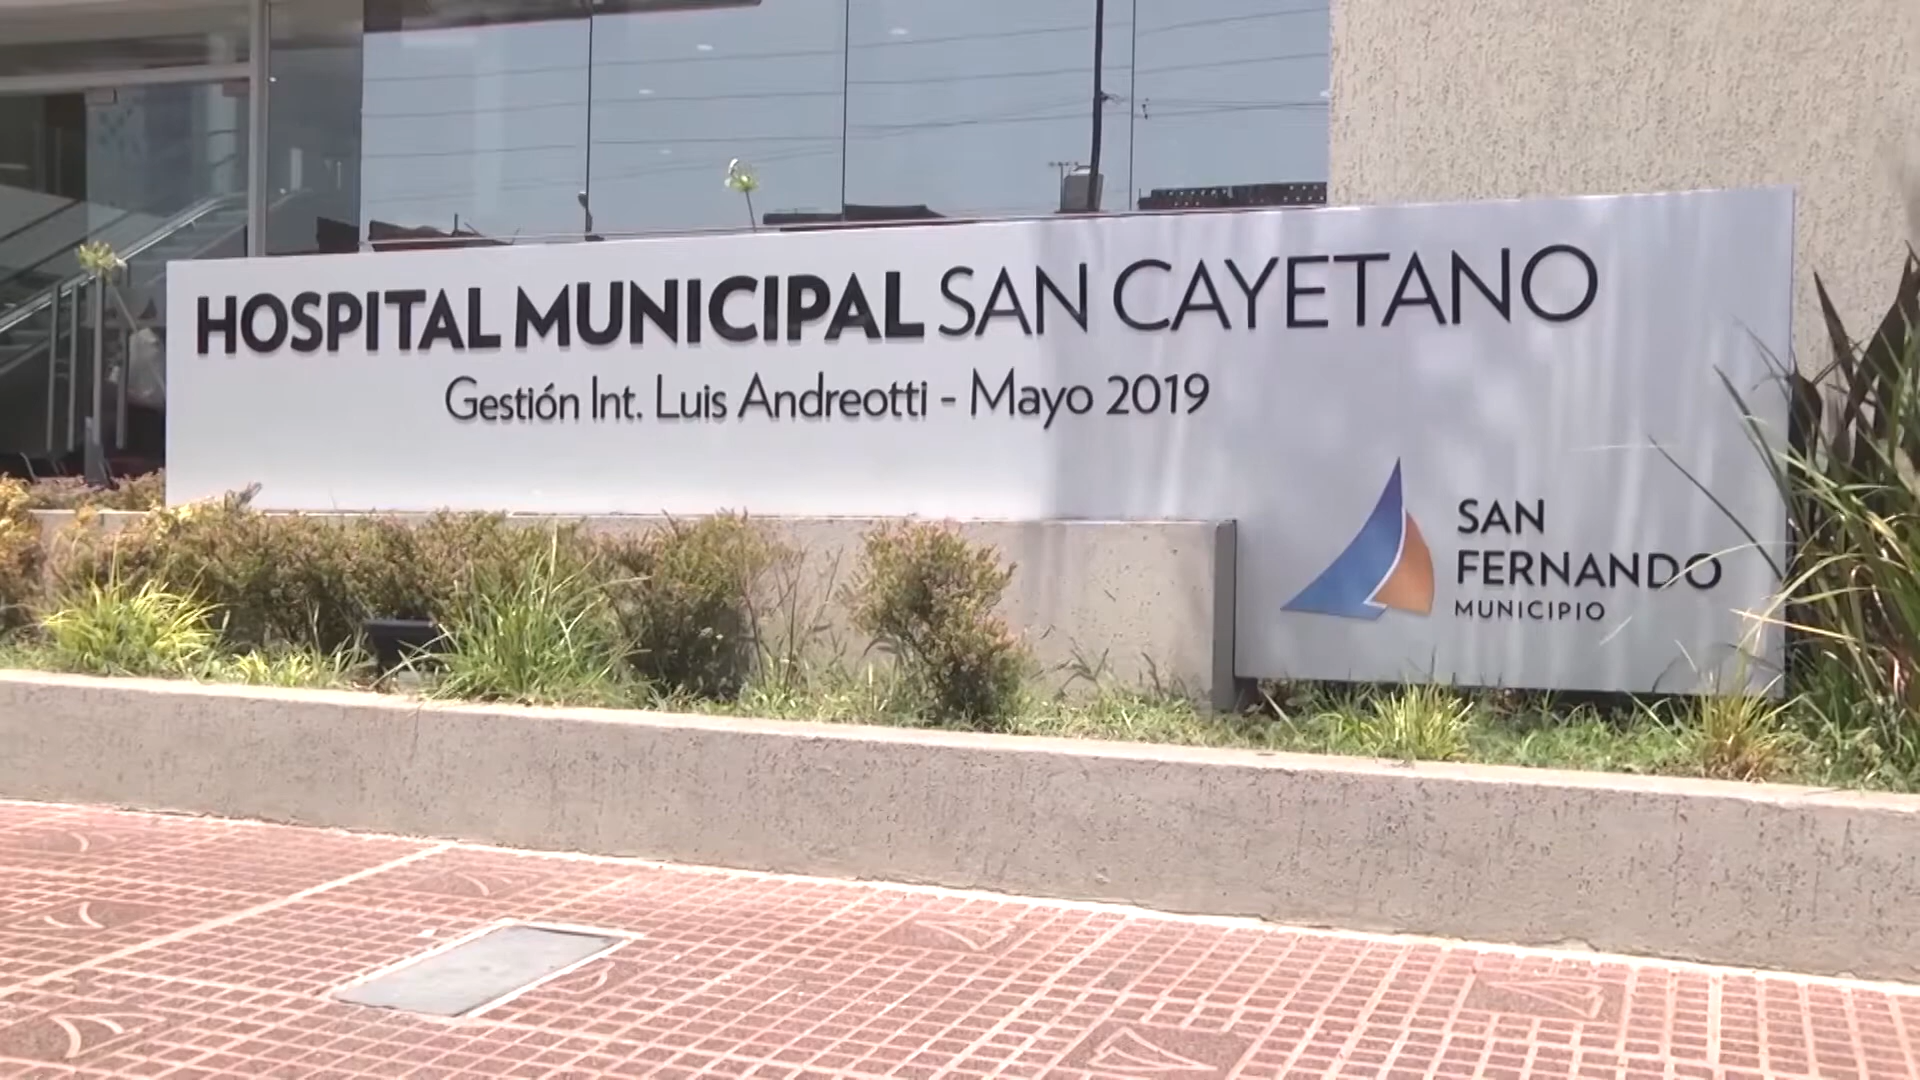 HOSPITAL MUNICIPAL SAN CAYETANO
Gestión Int. Luis Andreotti - Mayo 2019
SAN
FERNANDO
MUNICIPIO